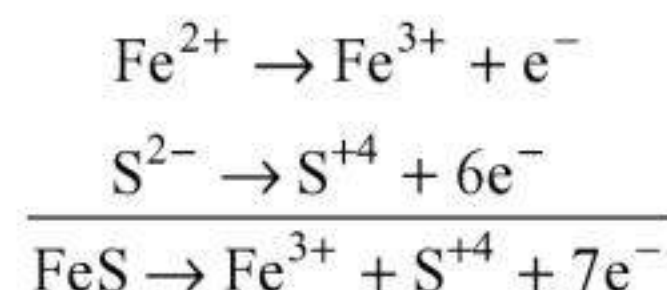 Fe²⁺ → Fe³⁺ + e⁻
S²⁻ → S⁺⁴ + 6e⁻
FeS → Fe³⁺ + S⁺⁴ + 7e⁻